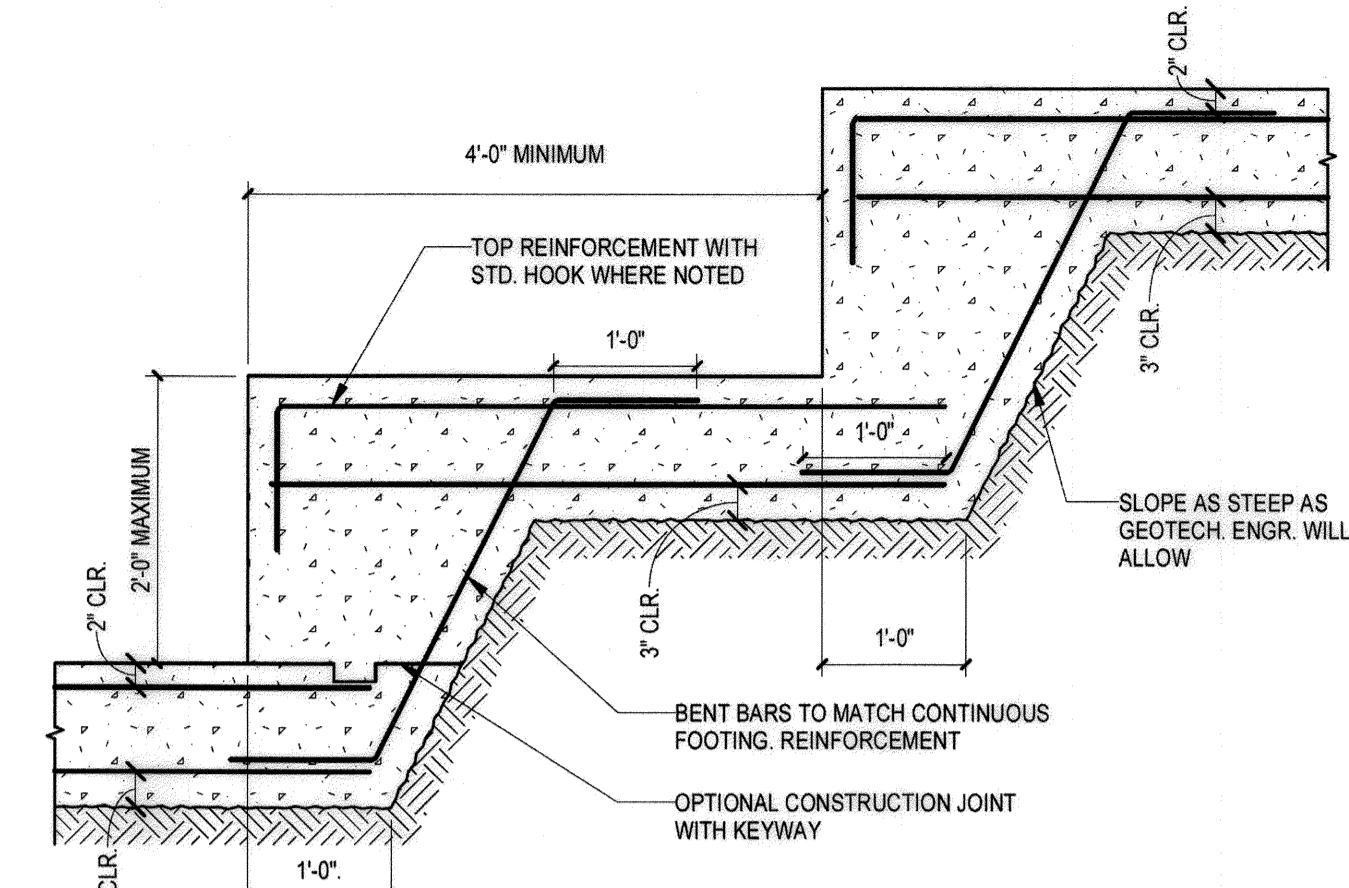 2" CLR.
4'-0" MINIMUM
TOP REINFORCEMENT WITH
STD. HOOK WHERE NOTED
1'-0"
3" CLR.
2'-0" MAXIMUM
1'-0"
SLOPE AS STEEP AS
GEOTECH. ENGR. WILL
ALLOW
2" CLR.
3" CLR.
1'-0"
BENT BARS TO MATCH CONTINUOUS
FOOTING. REINFORCEMENT
OPTIONAL CONSTRUCTION JOINT
WITH KEYWAY
CLR.
1'-0".